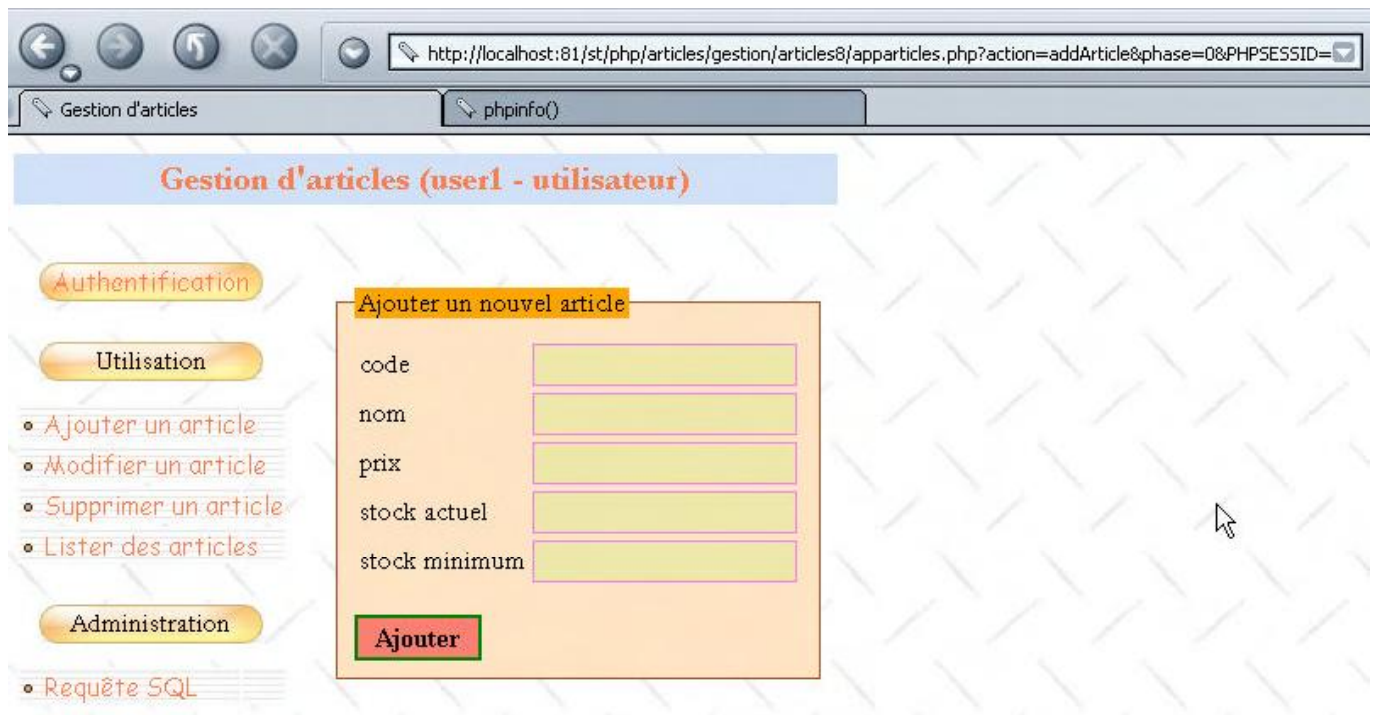 http://localhost:81/st/php/articles/gestion/articles8/apparticles.php?action=addArticle&phase=0&PHPSESSID=
Gestion d'articles
phpinfo()
Gestion d'articles (user1 - utilisateur)
Authentification
Utilisation
Ajouter un article
Modifier un article
Supprimer un article
Lister des articles
Administration
Requête SQL
Ajouter un nouvel article
code
nom
prix
stock actuel
stock minimum
Ajouter